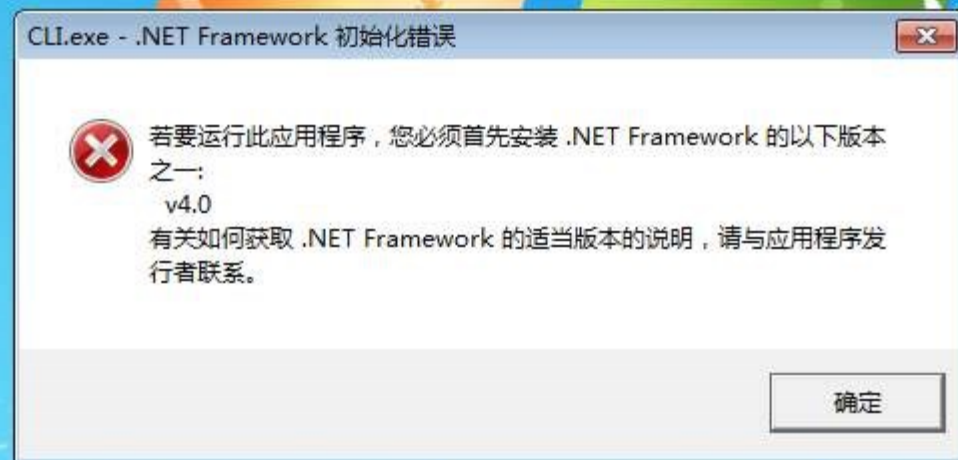 CLI.exe - .NET Framework 初始化错误
若要运行此应用程序，您必须首先安装 .NET Framework 的以下版本
之一:
v4.0
有关如何获取 .NET Framework 的适当版本的说明，请与应用程序发
行者联系。
确定